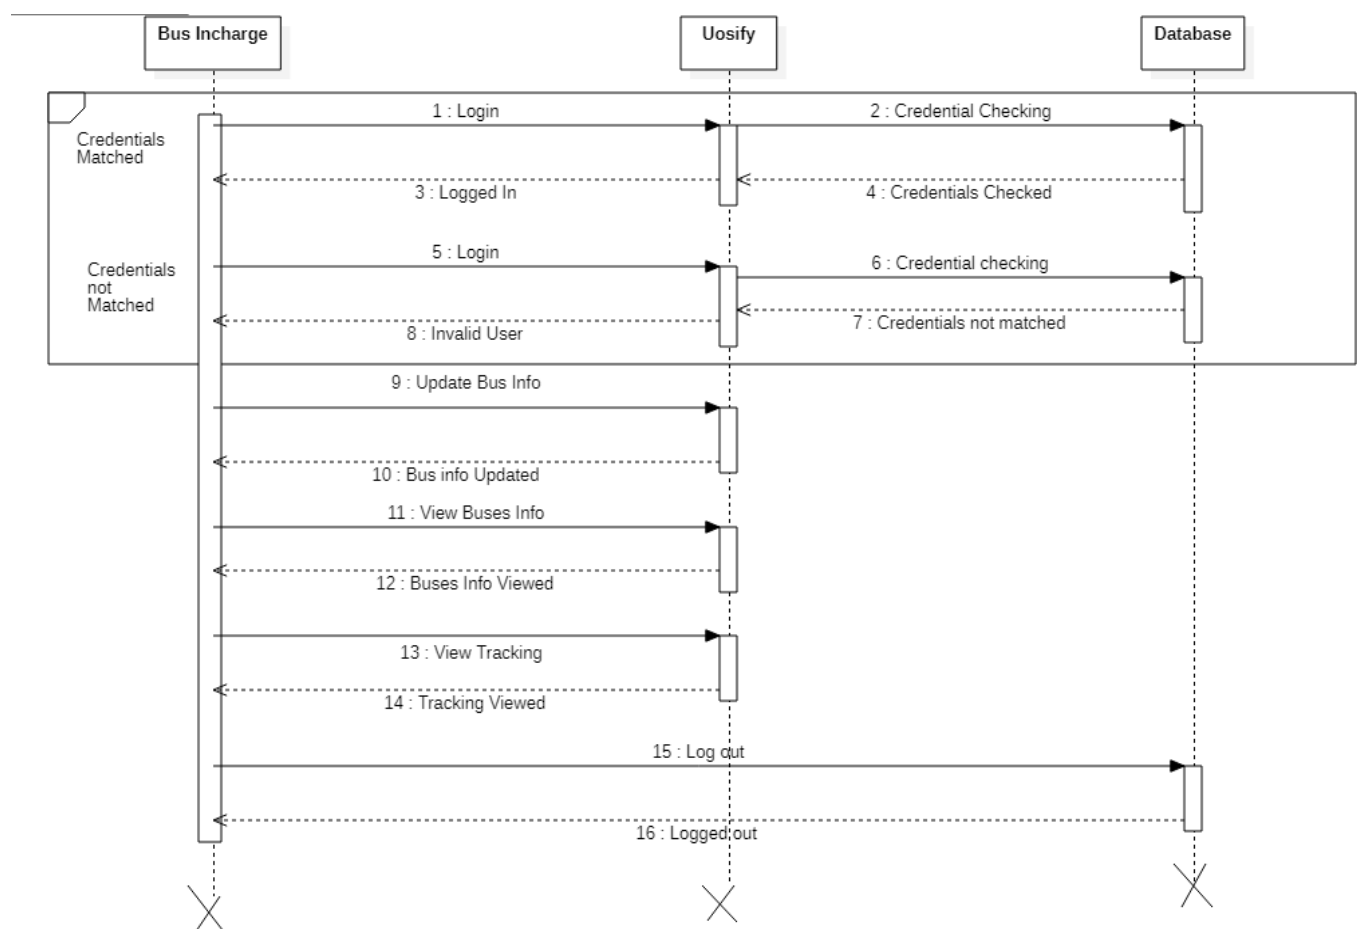 Bus Incharge
Uosify
Database
1 : Login
2 : Credential Checking
Credentials
Matched
3 : Logged In
4 : Credentials Checked
5 : Login
6 : Credential checking
Credentials
not
Matched
7 : Credentials not matched
8 : Invalid User
9 : Update Bus Info
10 : Bus info Updated
11 : View Buses Info
12 : Buses Info Viewed
13 : View Tracking
14 : Tracking Viewed
15 : Log out
16 : Logged out